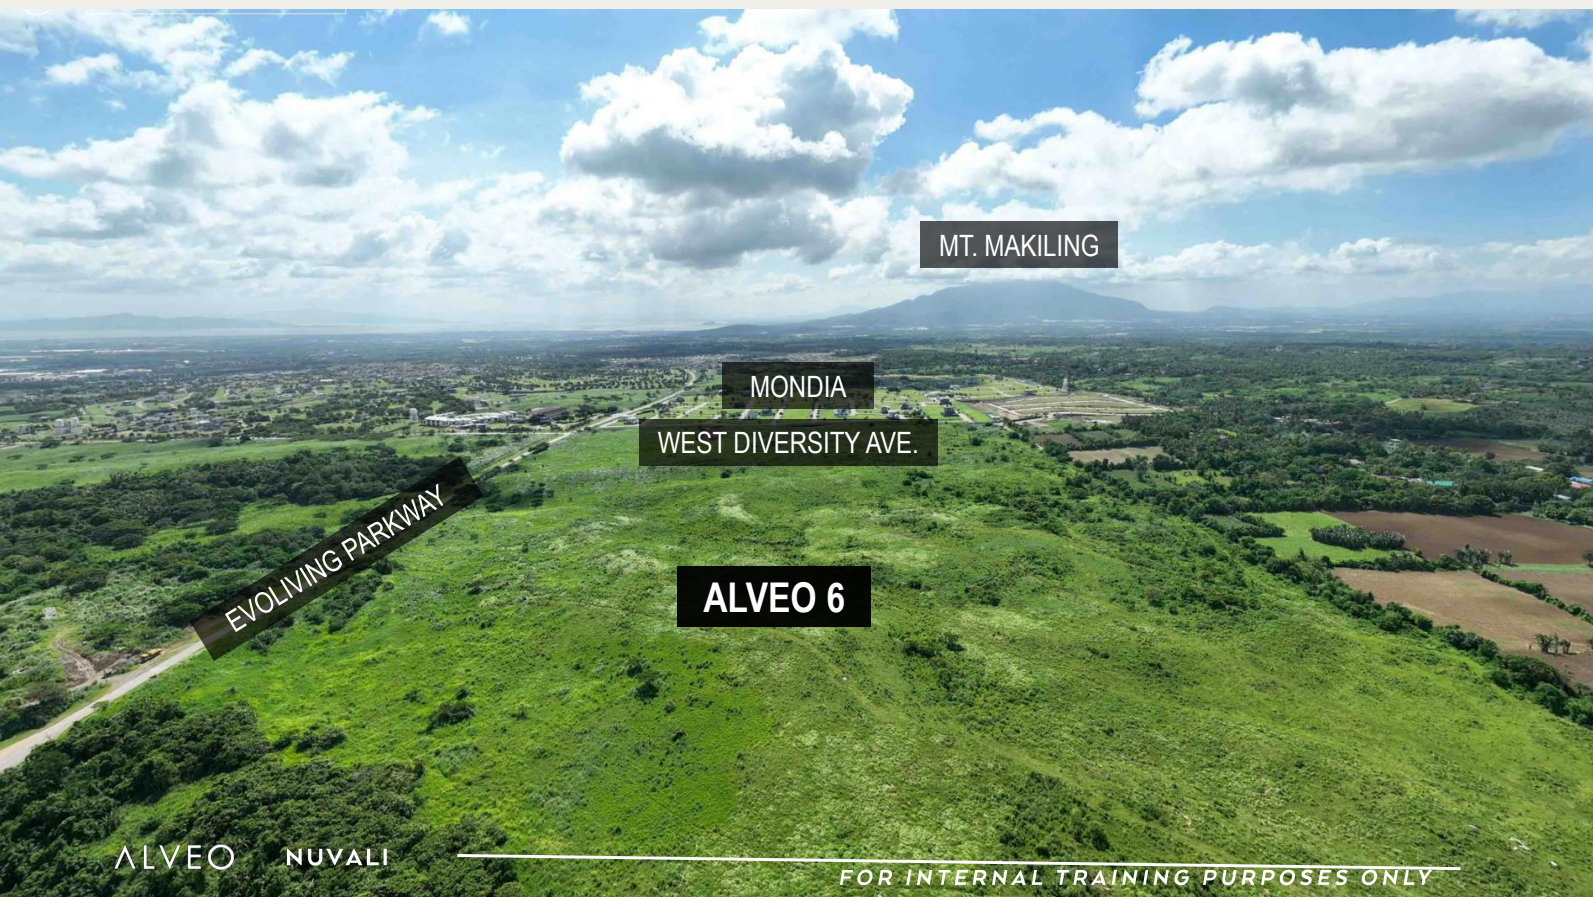 MT. MAKILING
MONDIA
WEST DIVERSITY AVE.
EVOLIVING PARKWAY
ALVEO 6
ALVEO NUVALI
FOR INTERNAL TRAINING PURPOSES ONLY